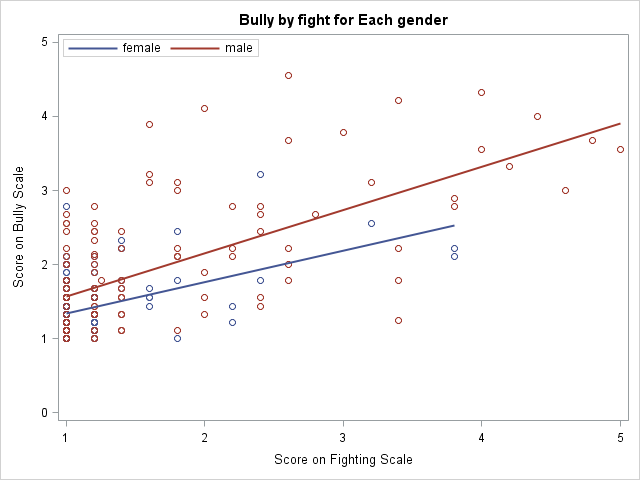 Bully by fight for Each gender
female male
Score on Bully Scale
5
4
3
2
1
0
1 2 3 4 5
Score on Fighting Scale